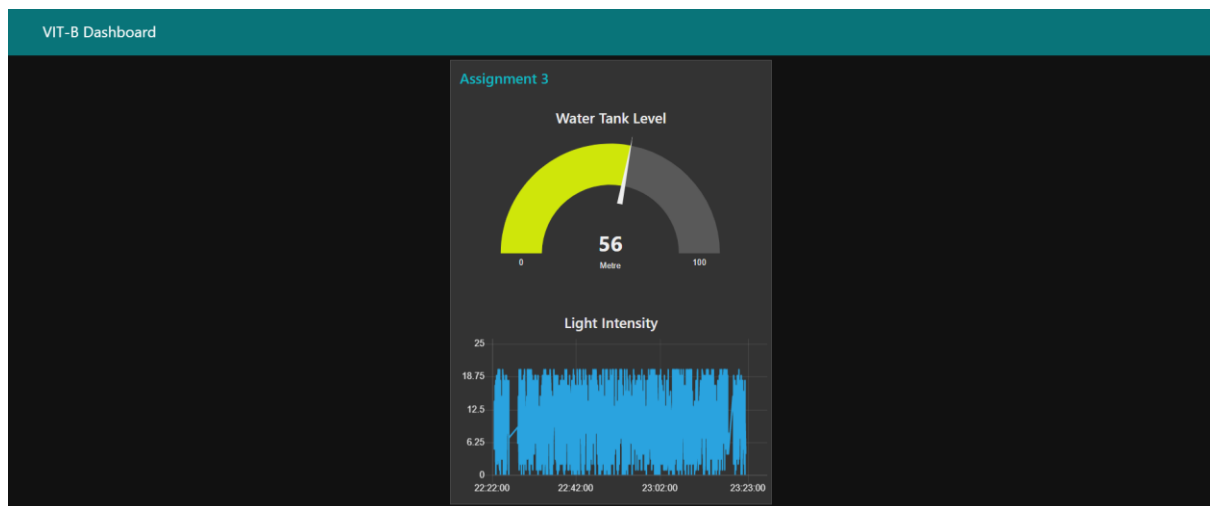 VIT-B Dashboard
Assignment 3
Water Tank Level
56
0
Metre
100
Light Intensity
25
18.75
12.5
6.25
0
22:22:00 22:42:00 23:02:00 23:23:00